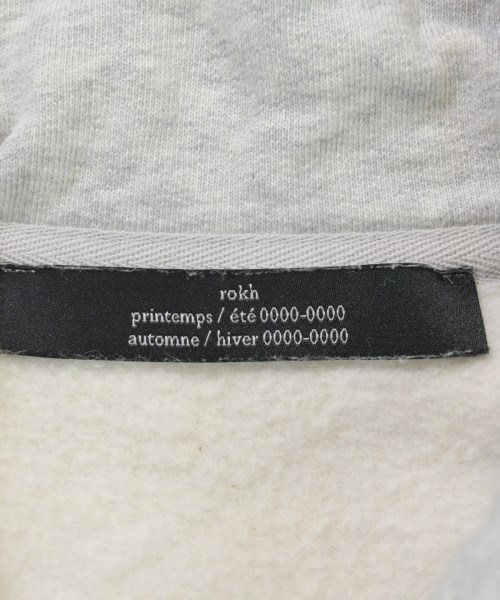 rokh
printemps / été 0000-0000
automne / hiver 0000-0000